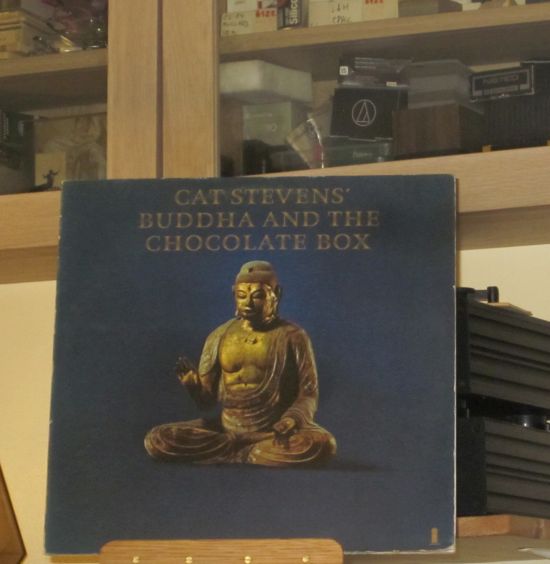 CAT STEVENS'
BUDDHA AND THE
CHOCOLATE BOX